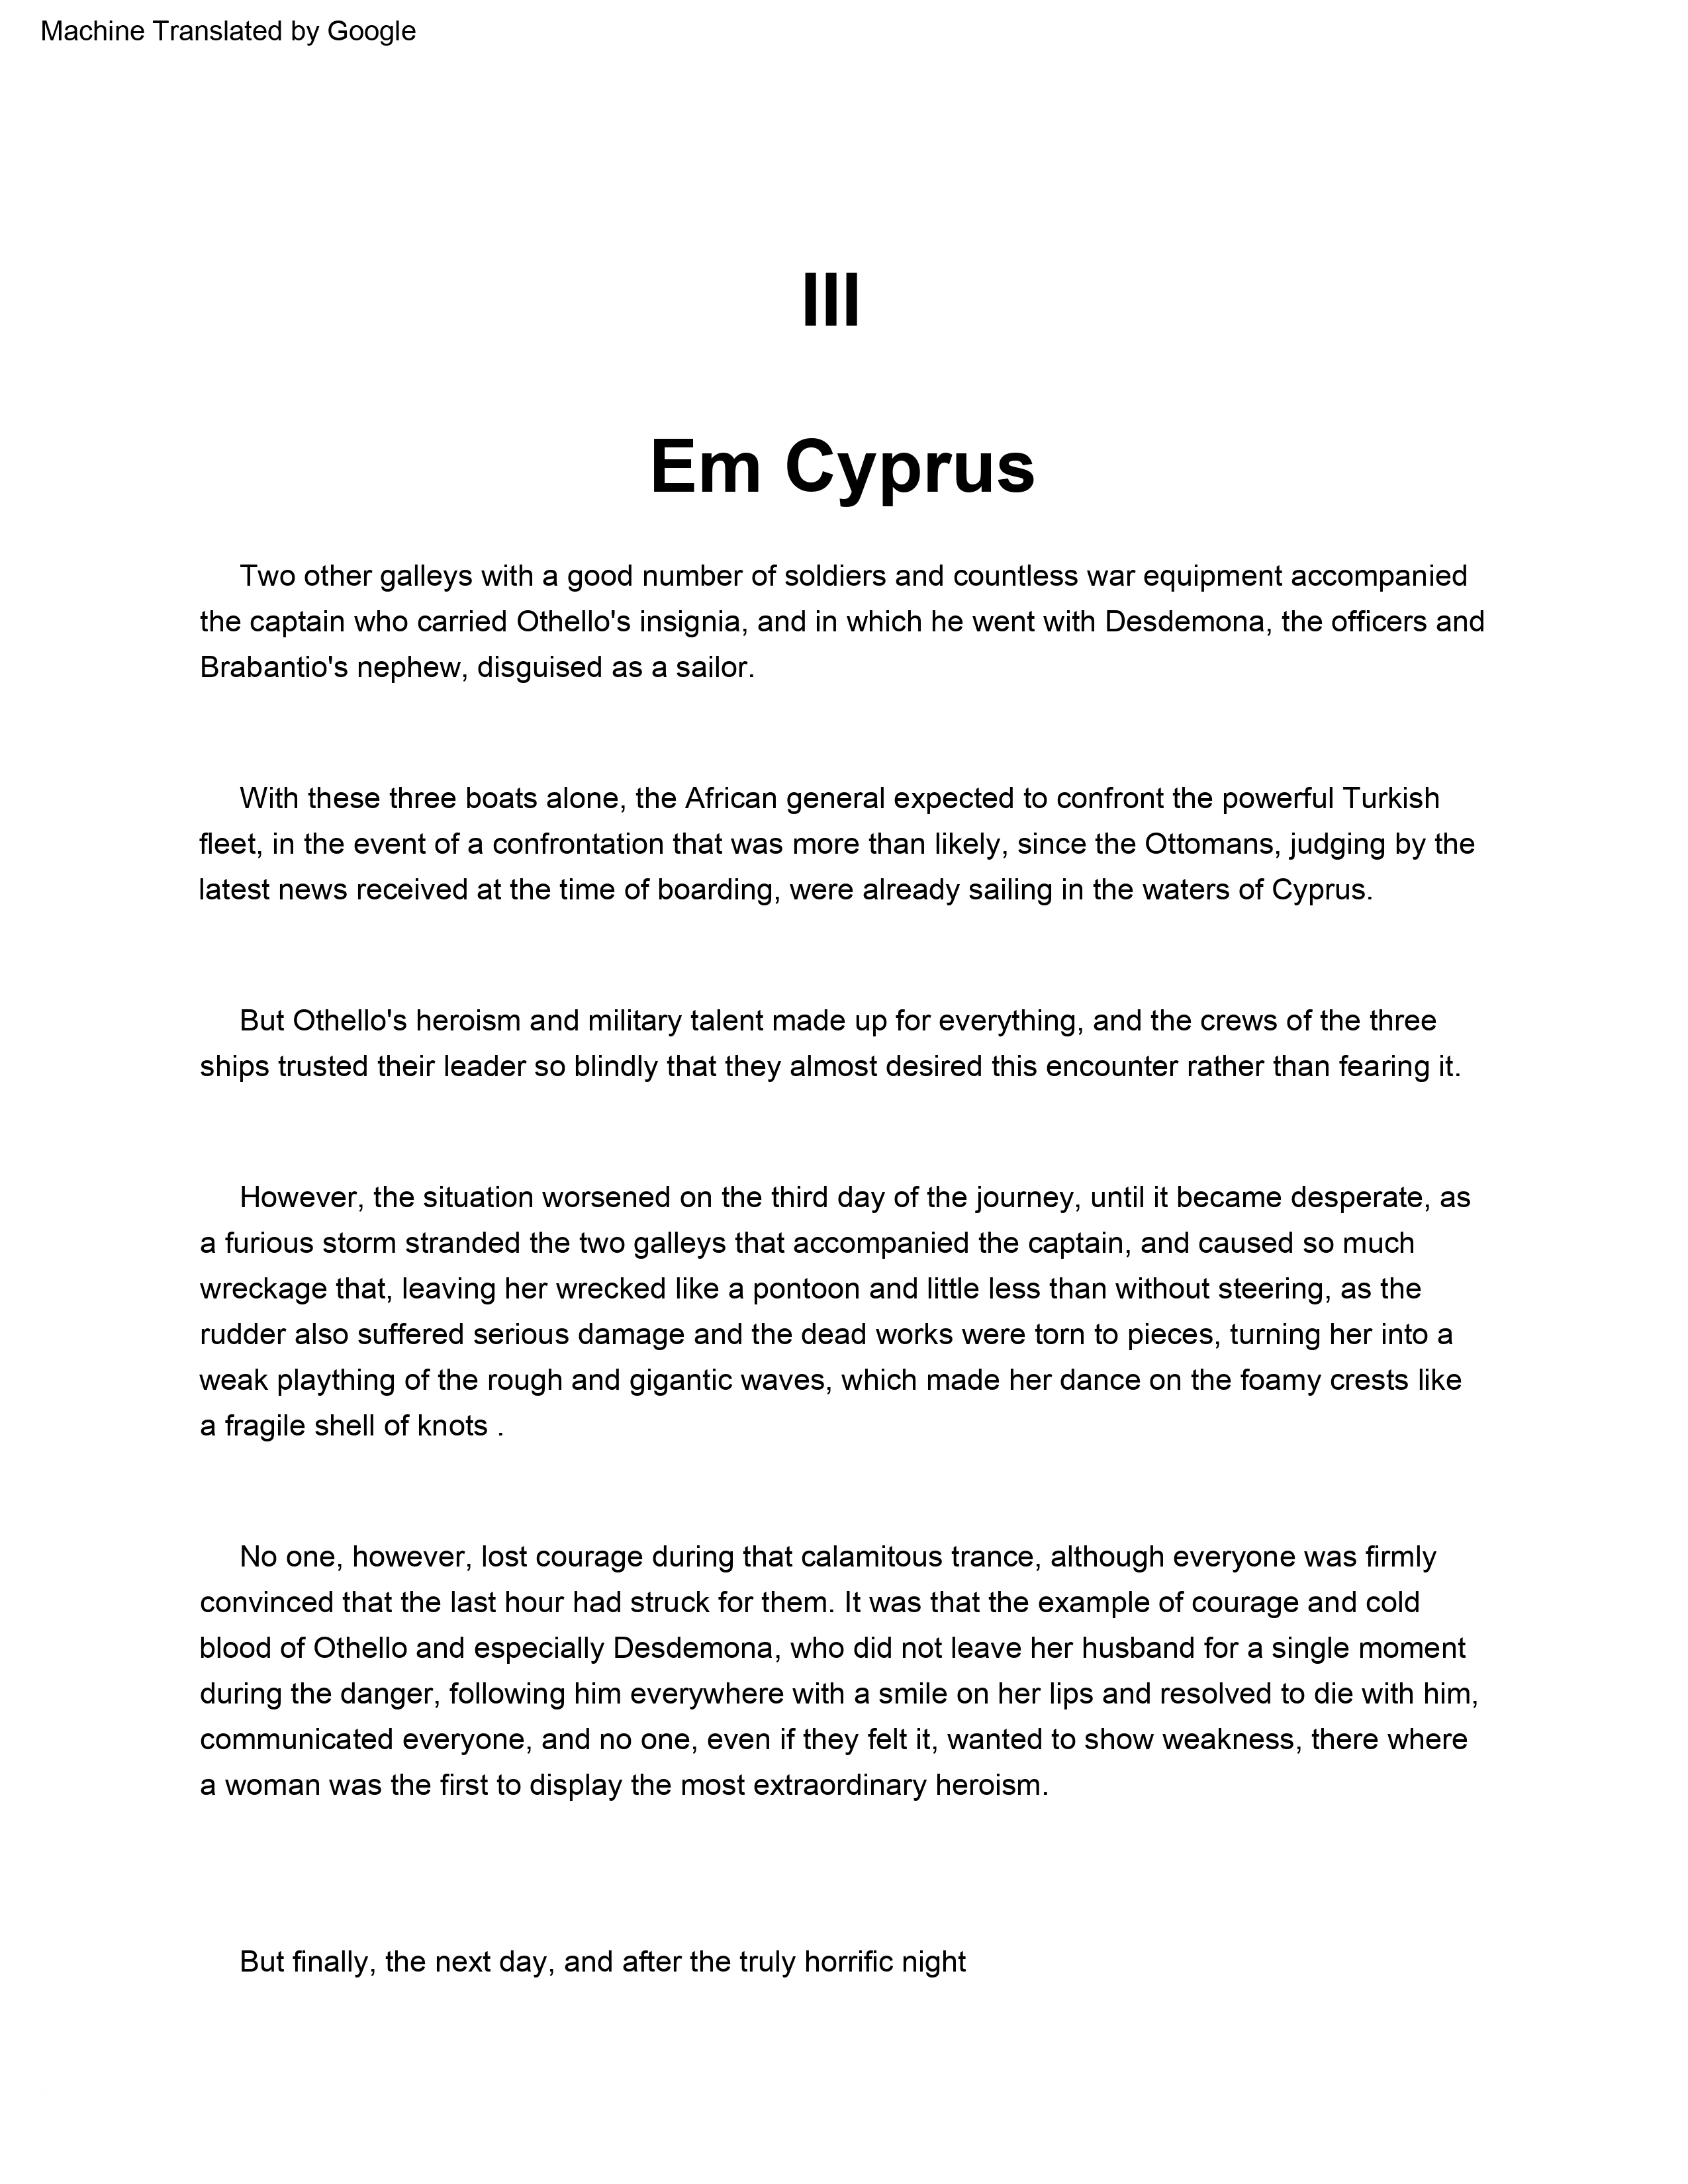 Machine Translated by Google
III
Em Cyprus
Two other galleys with a good number of soldiers and countless war equipment accompanied
the captain who carried Othello's insignia, and in which he went with Desdemona, the officers and
Brabantio's nephew, disguised as a sailor.
With these three boats alone, the African general expected to confront the powerful Turkish
fleet, in the event of a confrontation that was more than likely, since the Ottomans, judging by the
latest news received at the time of boarding, were already sailing in the waters of Cyprus.
But Othello's heroism and military talent made up for everything, and the crews of the three
ships trusted their leader so blindly that they almost desired this encounter rather than fearing it.
However, the situation worsened on the third day of the journey, until it became desperate, as
a furious storm stranded the two galleys that accompanied the captain, and caused so much
wreckage that, leaving her wrecked like a pontoon and little less than without steering, as the
rudder also suffered serious damage and the dead works were torn to pieces, turning her into a
weak plaything of the rough and gigantic waves, which made her dance on the foamy crests like
a fragile shell of knots .
No one, however, lost courage during that calamitous trance, although everyone was firmly
convinced that the last hour had struck for them. It was that the example of courage and cold
blood of Othello and especially Desdemona, who did not leave her husband for a single moment
during the danger, following him everywhere with a smile on her lips and resolved to die with him,
communicated everyone, and no one, even if they felt it, wanted to show weakness, there where
a woman was the first to display the most extraordinary heroism.
But finally, the next day, and after the truly horrific night